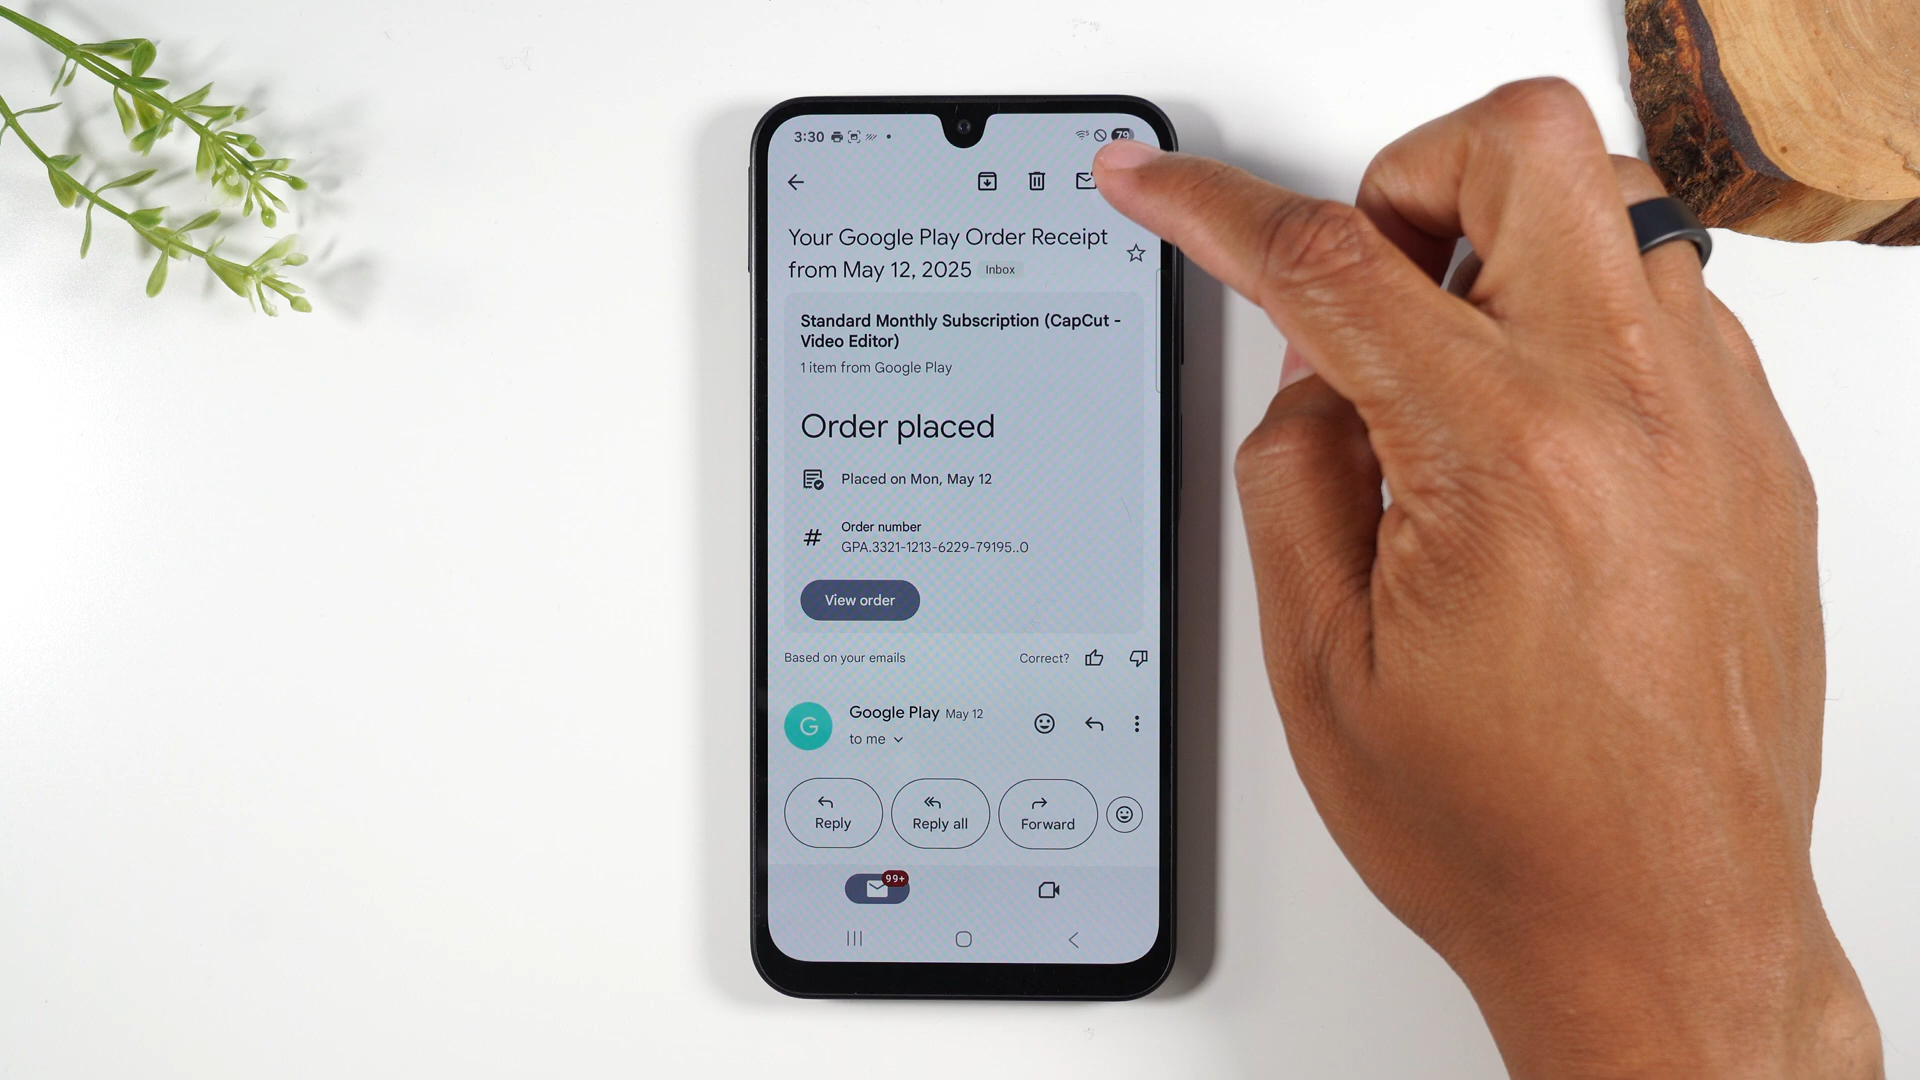 3:30
79
Your Google Play Order Receipt
from May 12, 2025 Inbox
Standard Monthly Subscription (CapCut -
Video Editor)
1 item from Google Play
Order placed
Placed on Mon, May 12
# Order number
GPA.3321-1213-6229-79195..0
View order
Based on your emails Correct?
G Google Play May 12
to me
Reply Reply all Forward
99+